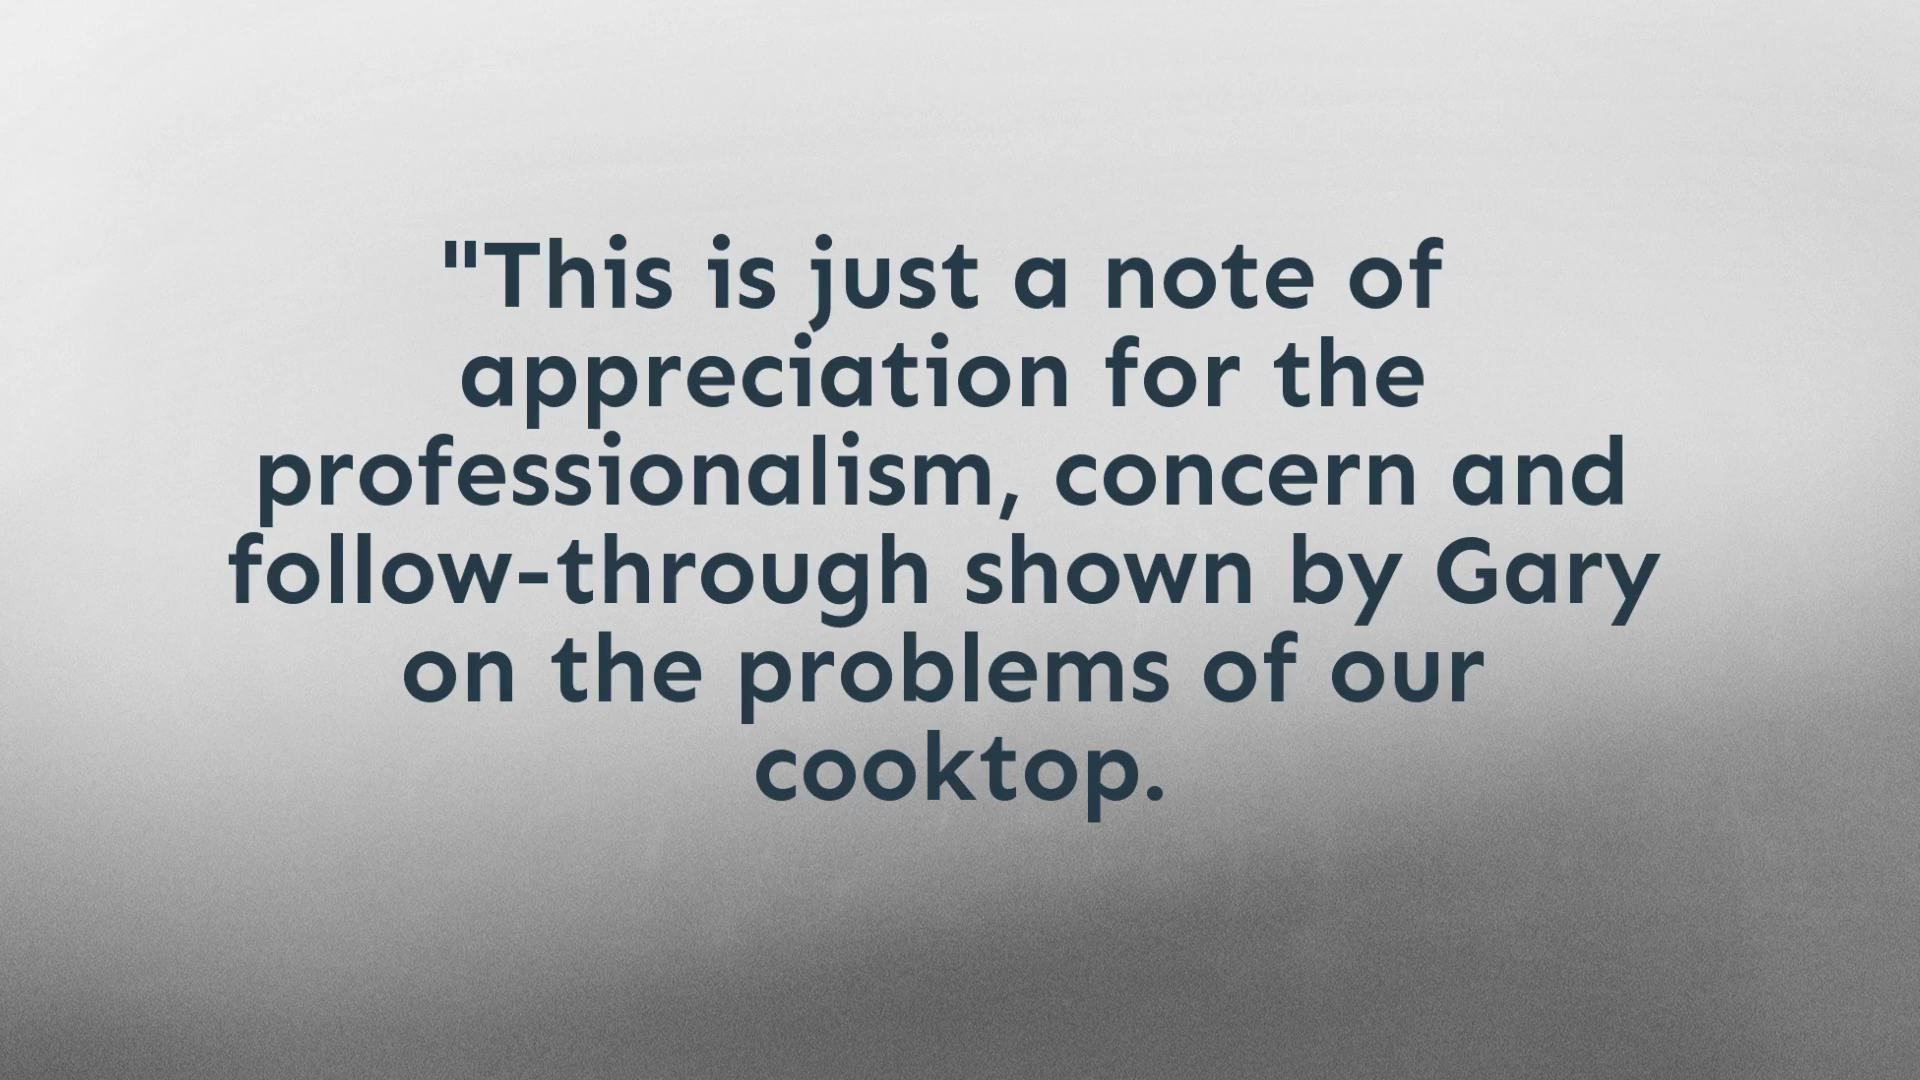 "This is just a note of
appreciation for the
professionalism, concern and
follow-through shown by Gary
on the problems of our
cooktop.